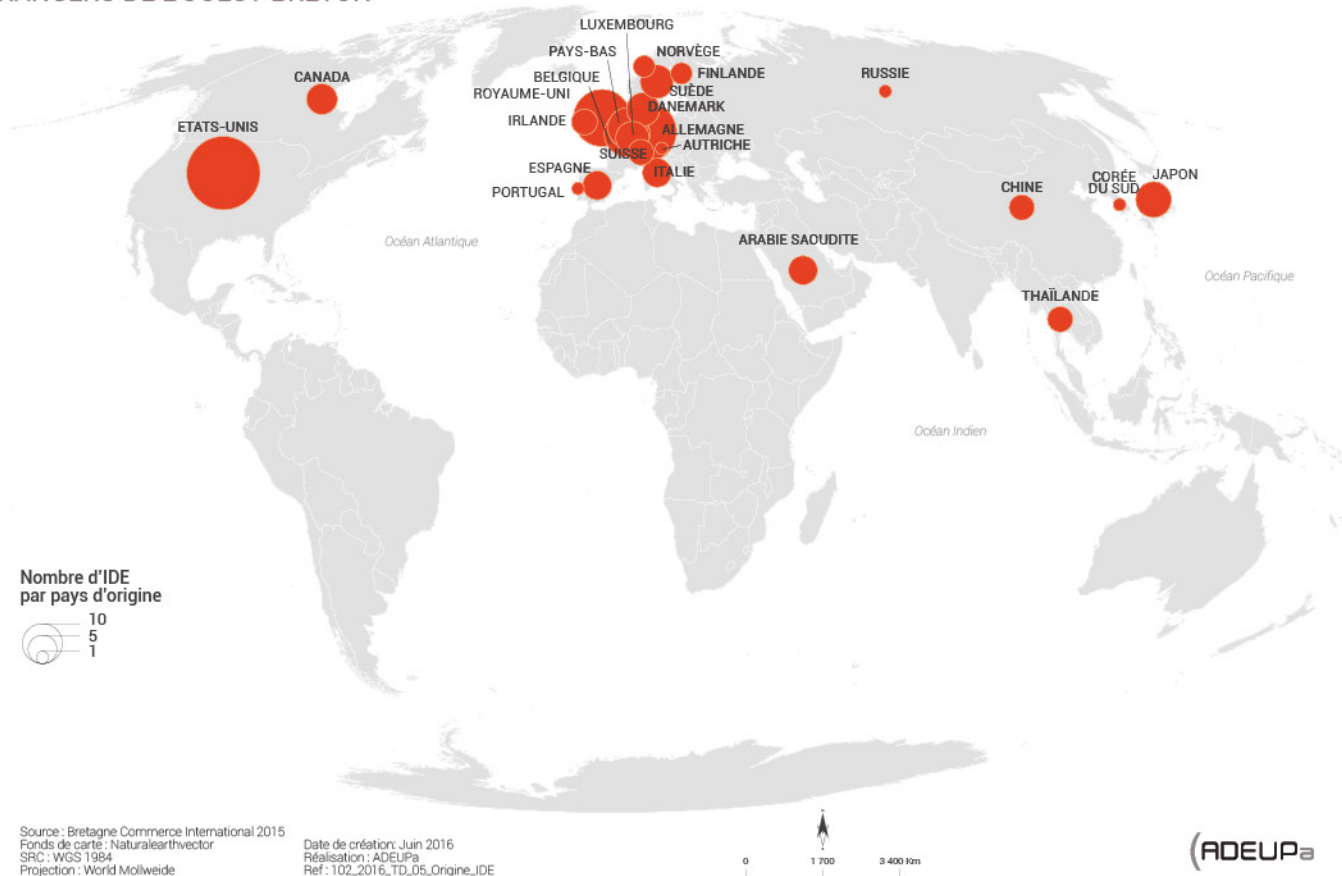 LUXEMBOURG
PAYS-BAS
NORVÈGE
BELGIQUE
FINLANDE
RUSSIE
CANADA
ROYAUME-UNI
SUÈDE
DANEMARK
ETATS-UNIS
IRLANDE
ALLEMAGNE
AUTRICHE
SUISSE
ESPAGNE
ITALIE
PORTUGAL
CHINE
CORÉE
DU SUD
JAPON
Océan Atlantique
ARABIE SAOUDITE
Océan Pacifique
THAÏLANDE
Océan Indien
Nombre d'IDE
par pays d'origine
10
5
1
Source : Bretagne Commerce International 2015
Fonds de carte : Naturalearthvector
SRC : WGS 1984
Projection : World Mollweide
Date de création: Juin 2016
Réalisation : ADEUPa
Ref : 102_2016_TD_05_Origine_IDE
0
1 700
3 400 Km
(ADEUPa